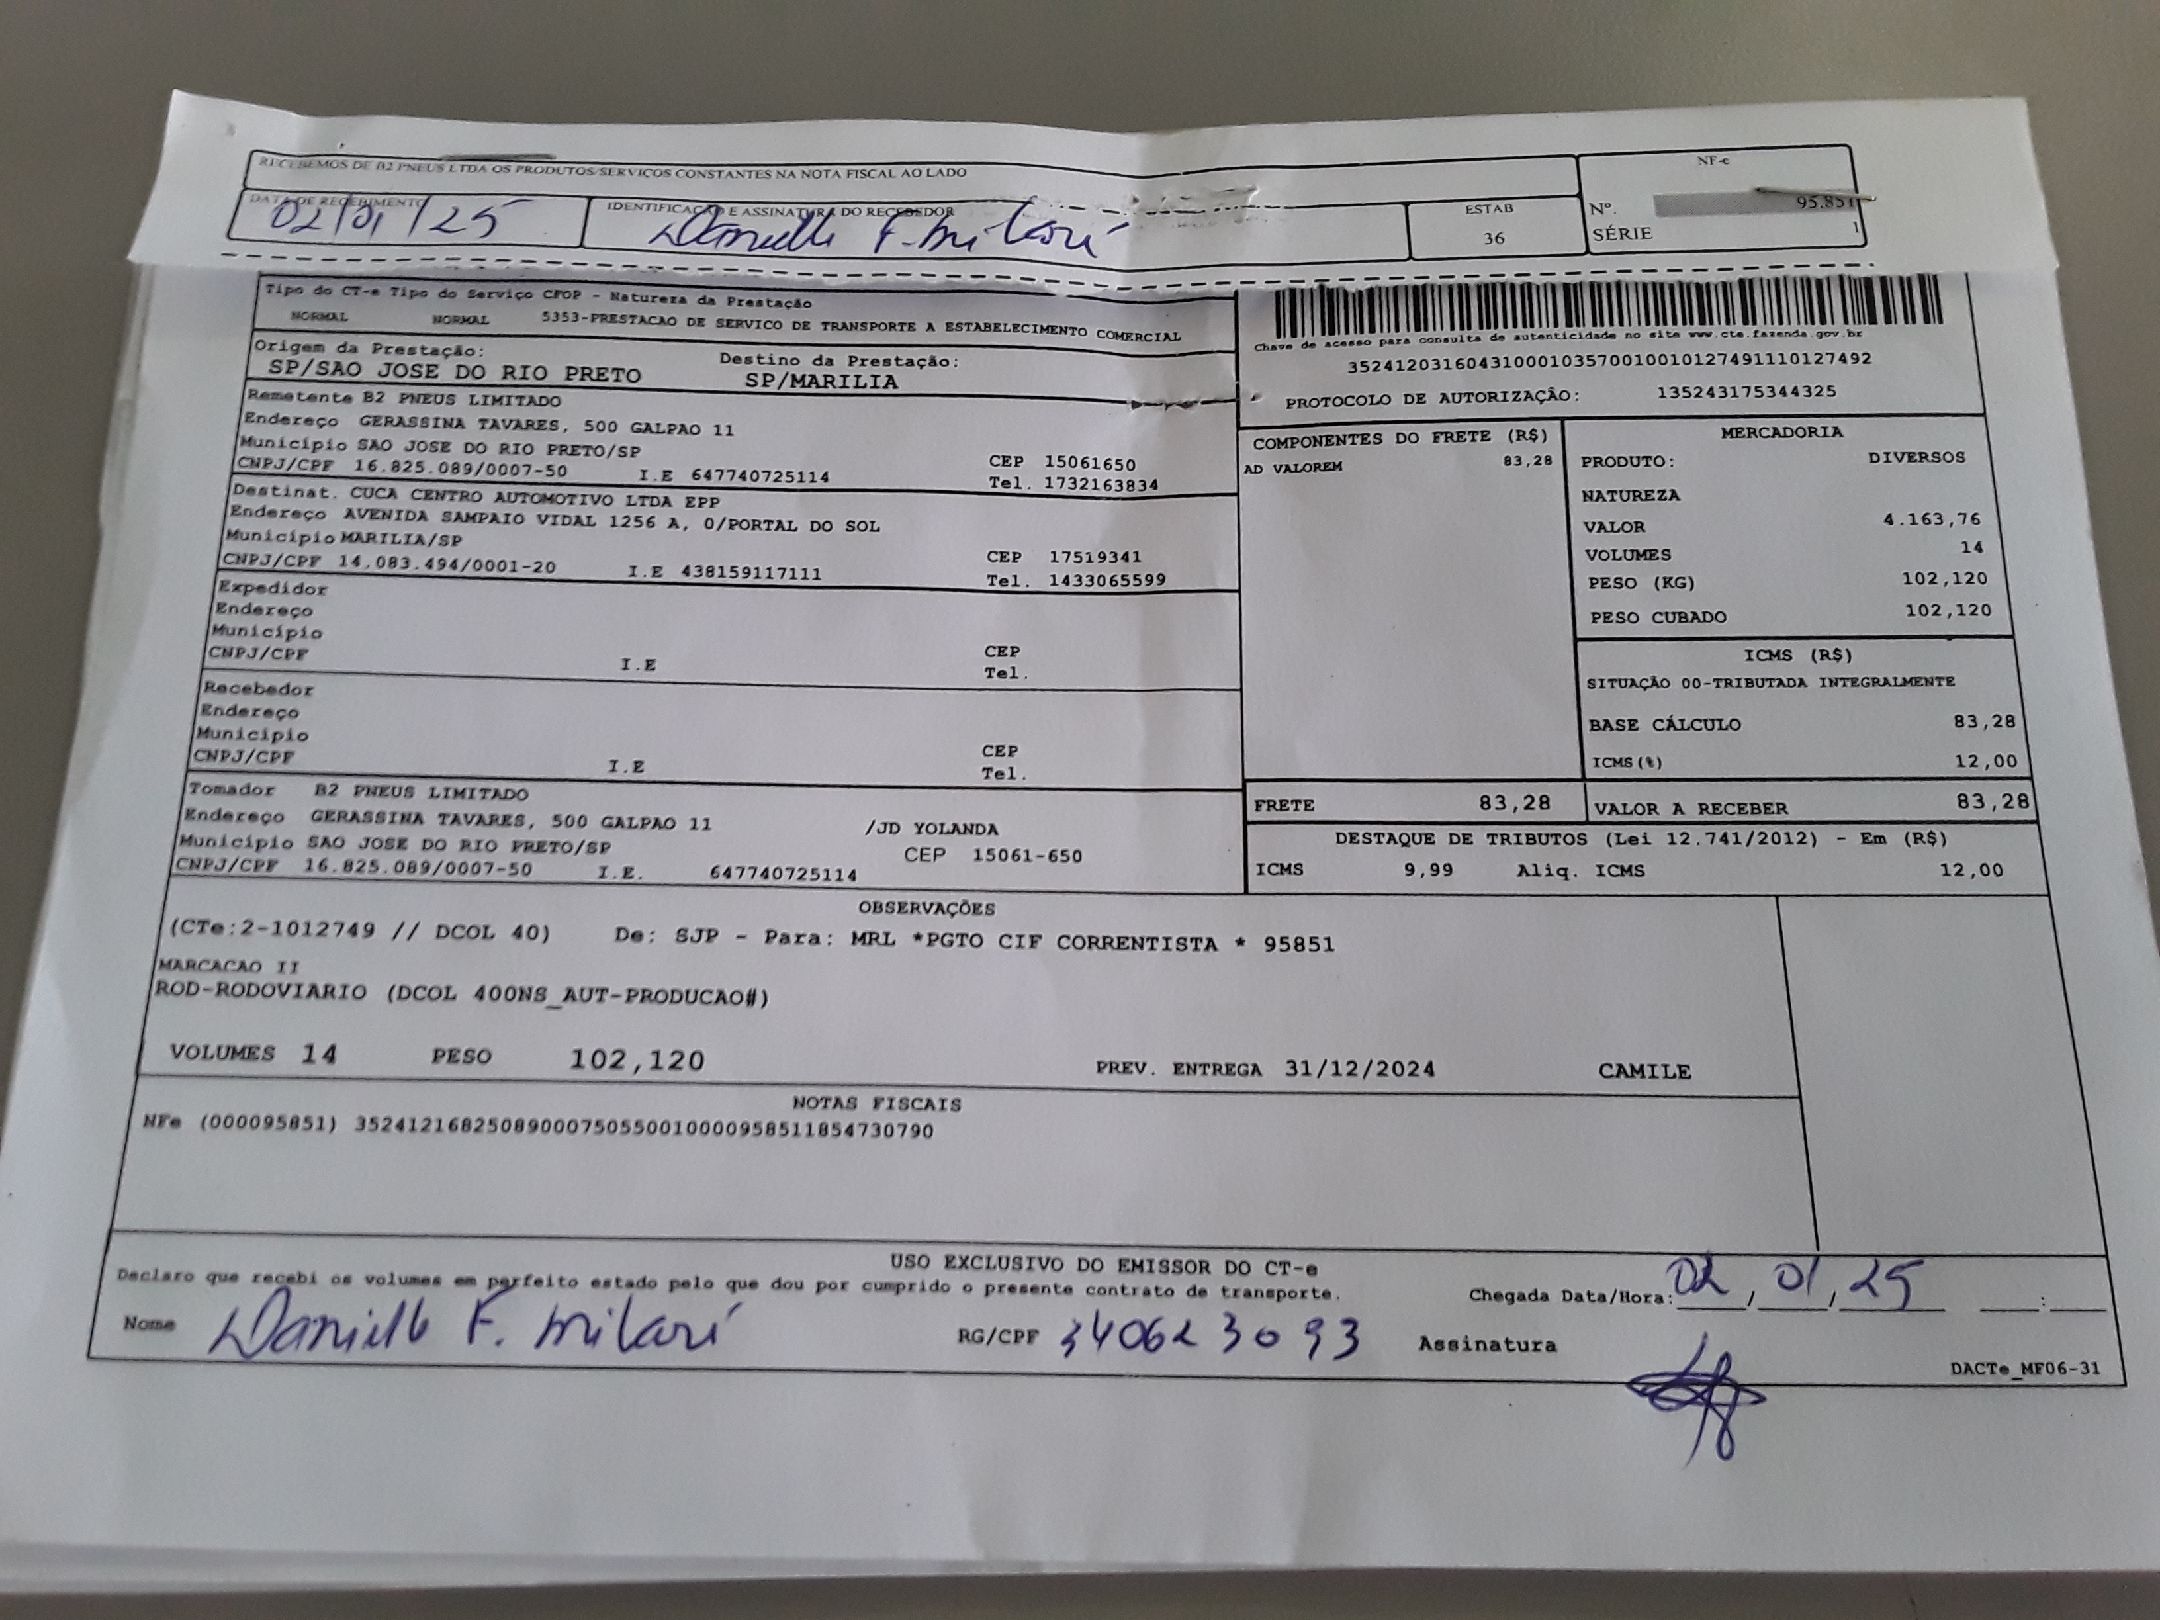 RECEBEMOS DE B2 PNEUS LTDA OS PRODUTOS/SERVIÇOS CONSTANTES NA NOTA FISCAL AO LADO
NF-e
DATA DE RECEBIMENTO
02/01/25
IDENTIFICAÇÃO E ASSINATURA DO RECEBEDOR
Danielle F. Milani
ESTAB
36
Nº. 95.851
SÉRIE 1
Tipo do CT-e Tipo do Serviço CFOP - Natureza da Prestação
NORMAL NORMAL 5353-PRESTACAO DE SERVICO DE TRANSPORTE A ESTABELECIMENTO COMERCIAL
Chave de acesso para consulta de autenticidade no site www.cte.fazenda.gov.br
35241203160431000103570010010127491110127492
PROTOCOLO DE AUTORIZAÇÃO: 135243175344325
Origem da Prestação: Destino da Prestação:
SP/SAO JOSE DO RIO PRETO SP/MARILIA
Remetente B2 PNEUS LIMITADO
Endereço GERASSINA TAVARES, 500 GALPAO 11
Município SAO JOSE DO RIO PRETO/SP CEP 15061650
CNPJ/CPF 16.825.089/0007-50 I.E 647740725114 Tel. 1732163834
Destinat. CUCA CENTRO AUTOMOTIVO LTDA EPP
Endereço AVENIDA SAMPAIO VIDAL 1256 A, 0/PORTAL DO SOL
Município MARILIA/SP CEP 17519341
CNPJ/CPF 14.083.494/0001-20 I.E 438159117111 Tel. 1433065599
Expedidor
Endereço
Município CEP
CNPJ/CPF I.E Tel.
Recebedor
Endereço
Município CEP
CNPJ/CPF I.E Tel.
Tomador B2 PNEUS LIMITADO
Endereço GERASSINA TAVARES, 500 GALPAO 11 /JD YOLANDA
Município SAO JOSE DO RIO PRETO/SP CEP 15061-650
CNPJ/CPF 16.825.089/0007-50 I.E. 647740725114
COMPONENTES DO FRETE (R$)
AD VALOREM 83,28
MERCADORIA
PRODUTO: DIVERSOS
NATUREZA
VALOR 4.163,76
VOLUMES 14
PESO (KG) 102,120
PESO CUBADO 102,120
ICMS (R$)
SITUAÇÃO 00-TRIBUTADA INTEGRALMENTE
BASE CÁLCULO 83,28
ICMS(%) 12,00
FRETE 83,28 VALOR A RECEBER 83,28
DESTAQUE DE TRIBUTOS (Lei 12.741/2012) - Em (R$)
ICMS 9,99 Aliq. ICMS 12,00
OBSERVAÇÕES
(CTe:2-1012749 // DCOL 40) De: SJP - Para: MRL *PGTO CIF CORRENTISTA * 95851
MARCACAO II
ROD-RODOVIARIO (DCOL 400NS_AUT-PRODUCAO#)
VOLUMES 14 PESO 102,120 PREV. ENTREGA 31/12/2024 CAMILE
NOTAS FISCAIS
NFe (000095851) 35241216825089000750550010000958511854730790
USO EXCLUSIVO DO EMISSOR DO CT-e
Declaro que recebi os volumes em perfeito estado pelo que dou por cumprido o presente contrato de transporte.
Chegada Data/Hora: 02/01/25 __:__
Nome Danielle F. Milani RG/CPF 340623093 Assinatura
DACTe_MF06-31